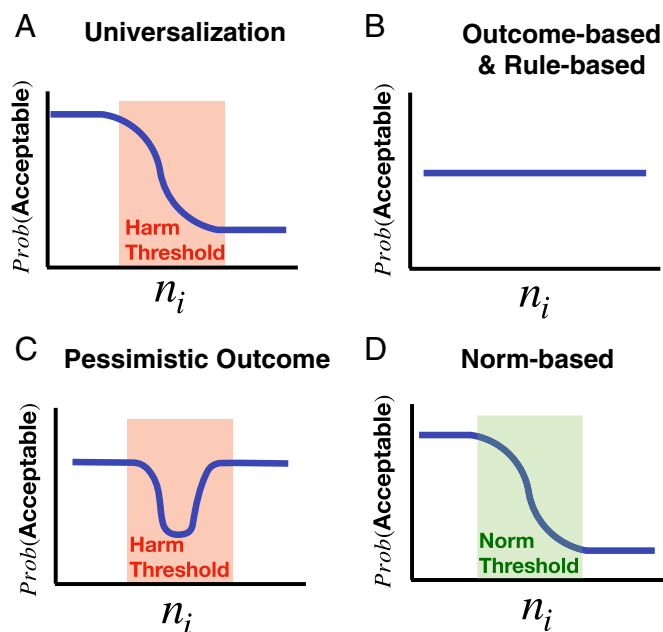 A
Universalization
Prob(Acceptable)
Harm
Threshold
n_i
B
Outcome-based
& Rule-based
Prob(Acceptable)
n_i
C
Pessimistic Outcome
Prob(Acceptable)
Harm
Threshold
n_i
D
Norm-based
Prob(Acceptable)
Norm
Threshold
n_i